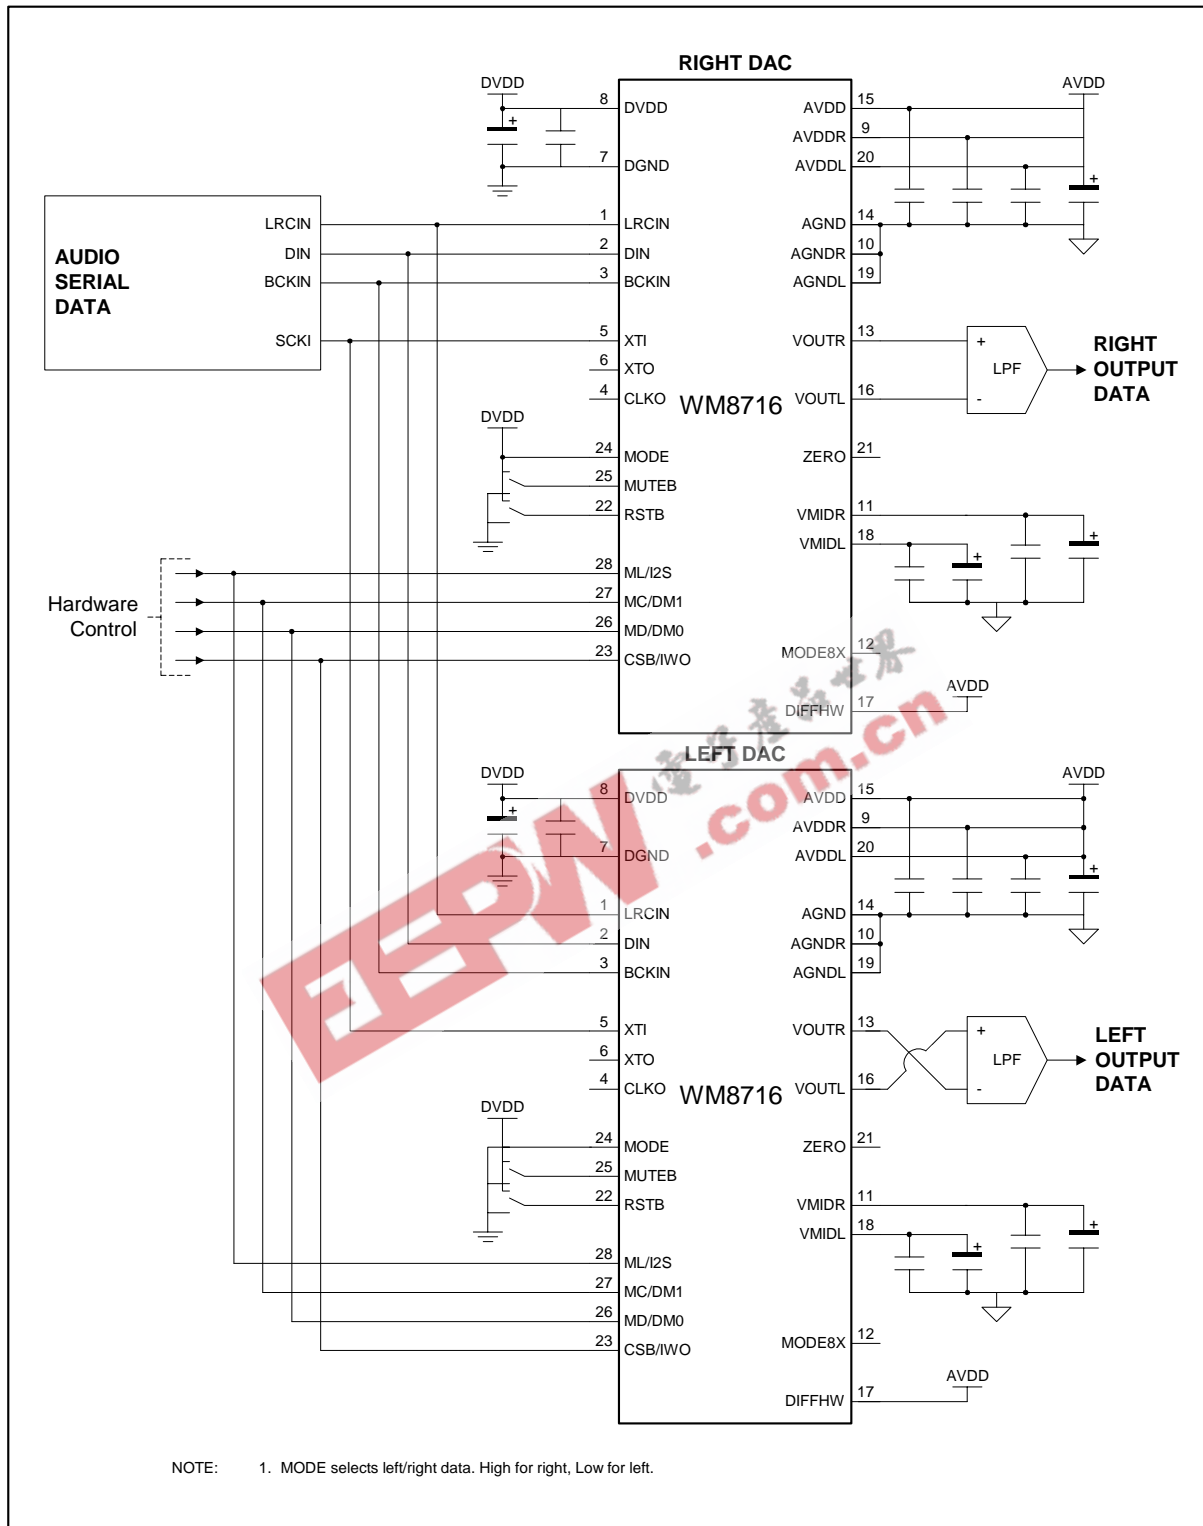 RIGHT DAC
DVDD
8 DVDD
AVDD 15
AVDD
AVDDR 9
7 DGND
AVDDL 20
+
+
AUDIO
SERIAL
DATA
LRCIN
DIN
BCKIN
SCKI
1 LRCIN
2 DIN
3 BCKIN
5 XTI
6 XTO
4 CLKO
AGND 14
AGNDR 10
AGNDL 19
VOUTR 13
VOUTL 16
+
-
LPF
RIGHT
OUTPUT
DATA
WM8716
DVDD
24 MODE
25 MUTEB
22 RSTB
ZERO 21
VMIDR 11
VMIDL 18
+
+
Hardware
Control
28 ML/I2S
27 MC/DM1
26 MD/DM0
23 CSB/IWO
MODE8X 12
DIFFHW 17
AVDD
電子產品世界
EEPW.com.cn
LEFT DAC
DVDD
8 DVDD
AVDD 15
AVDD
AVDDR 9
7 DGND
AVDDL 20
+
+
1 LRCIN
2 DIN
3 BCKIN
5 XTI
6 XTO
4 CLKO
AGND 14
AGNDR 10
AGNDL 19
VOUTR 13
VOUTL 16
+
-
LPF
LEFT
OUTPUT
DATA
WM8716
DVDD
24 MODE
25 MUTEB
22 RSTB
ZERO 21
VMIDR 11
VMIDL 18
+
+
28 ML/I2S
27 MC/DM1
26 MD/DM0
23 CSB/IWO
MODE8X 12
DIFFHW 17
AVDD
NOTE: 1. MODE selects left/right data. High for right, Low for left.